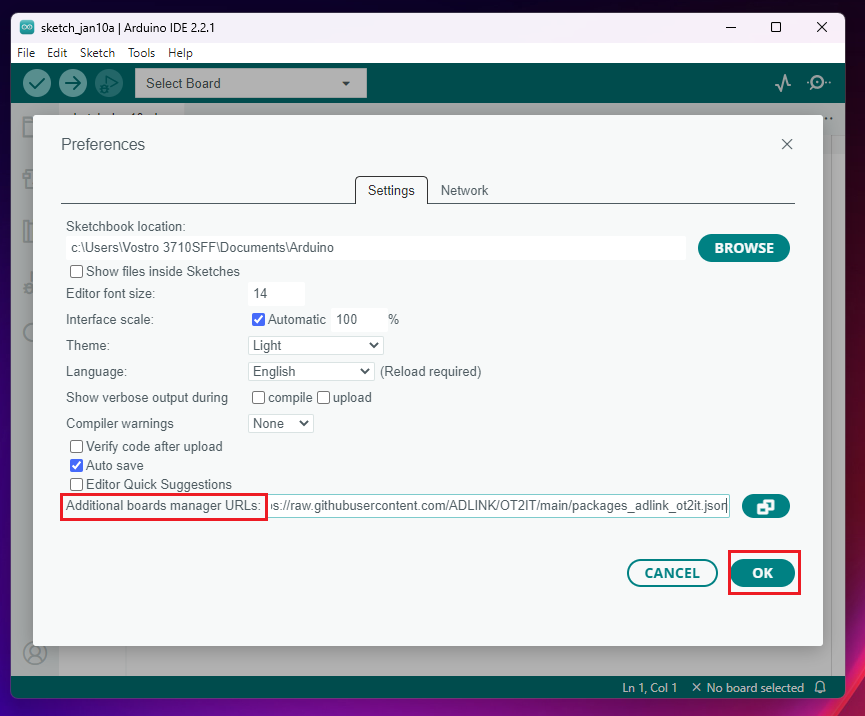 sketch_jan10a | Arduino IDE 2.2.1
File Edit Sketch Tools Help
Select Board
Preferences
Settings Network
Sketchbook location:
c:\Users\Vostro 3710SFF\Documents\Arduino
BROWSE
Show files inside Sketches
Editor font size: 14
Interface scale: Automatic 100 %
Theme: Light
Language: English (Reload required)
Show verbose output during compile upload
Compiler warnings None
Verify code after upload
Auto save
Editor Quick Suggestions
Additional boards manager URLs: s://raw.githubusercontent.com/ADLINK/OT2IT/main/packages_adlink_ot2it.json
CANCEL OK
Ln 1, Col 1 No board selected